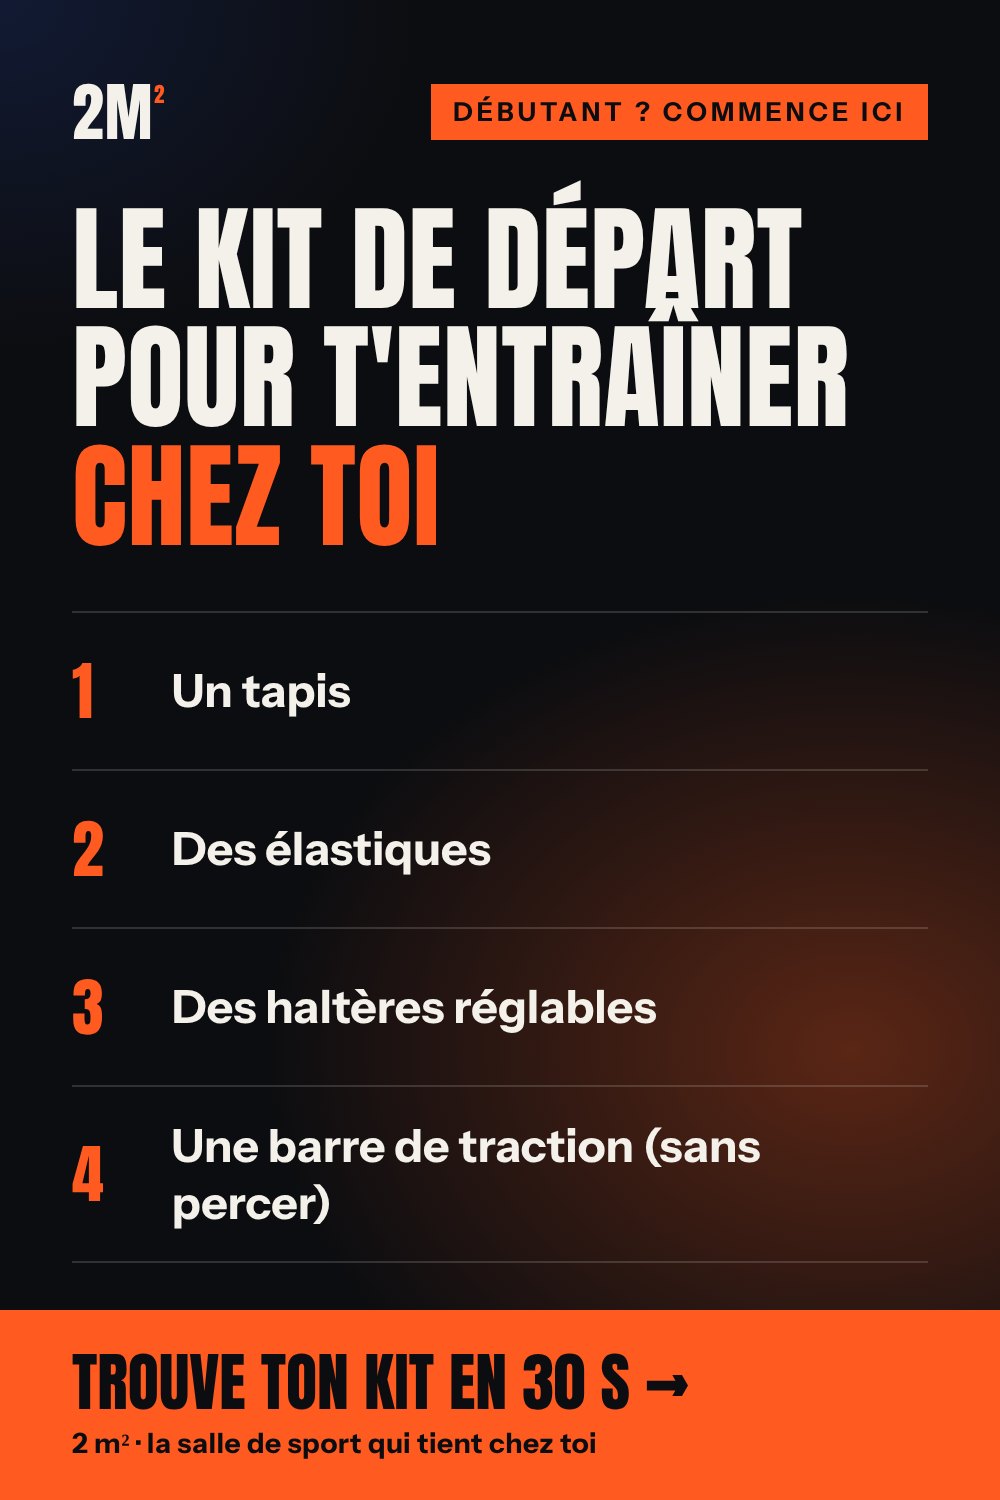 2M²
DÉBUTANT ? COMMENCE ICI
LE KIT DE DÉPART
POUR T'ENTRAÎNER
CHEZ TOI
1 Un tapis
2 Des élastiques
3 Des haltères réglables
4 Une barre de traction (sans
percer)
TROUVE TON KIT EN 30 S →
2 m² · la salle de sport qui tient chez toi